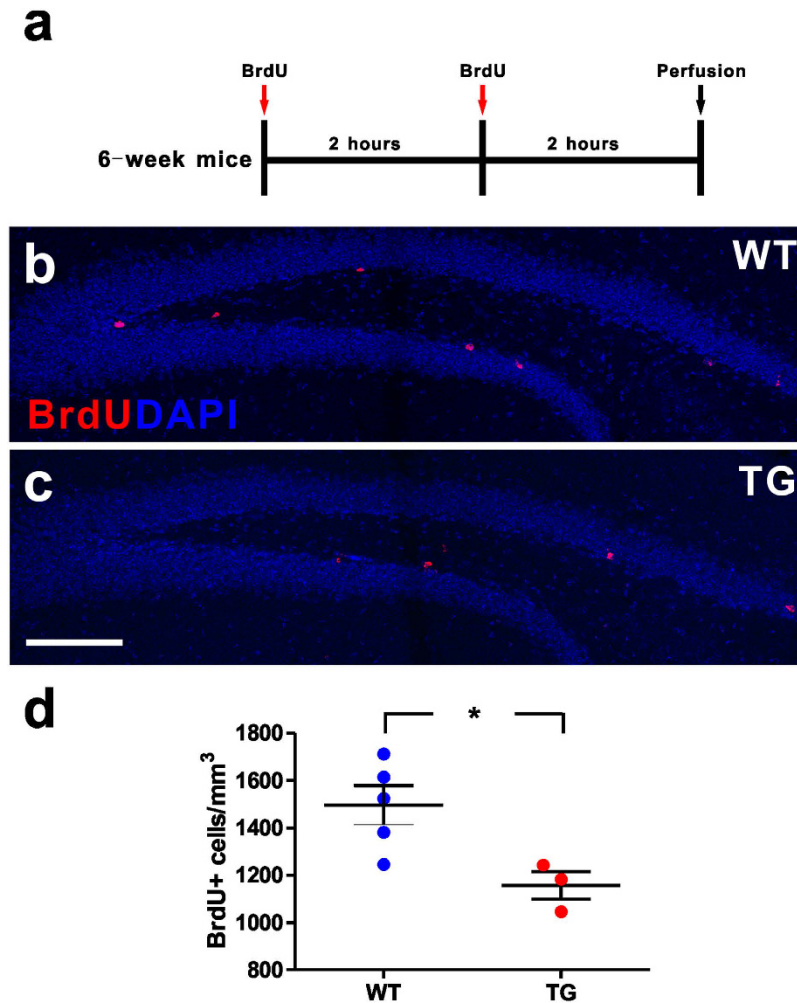 a
BrdU BrdU Perfusion
2 hours 2 hours
6-week mice
b WT
BrdUDAPI
c TG
d
*
1800
1600
1400
1200
1000
800
BrdU+ cells/mm³
WT TG